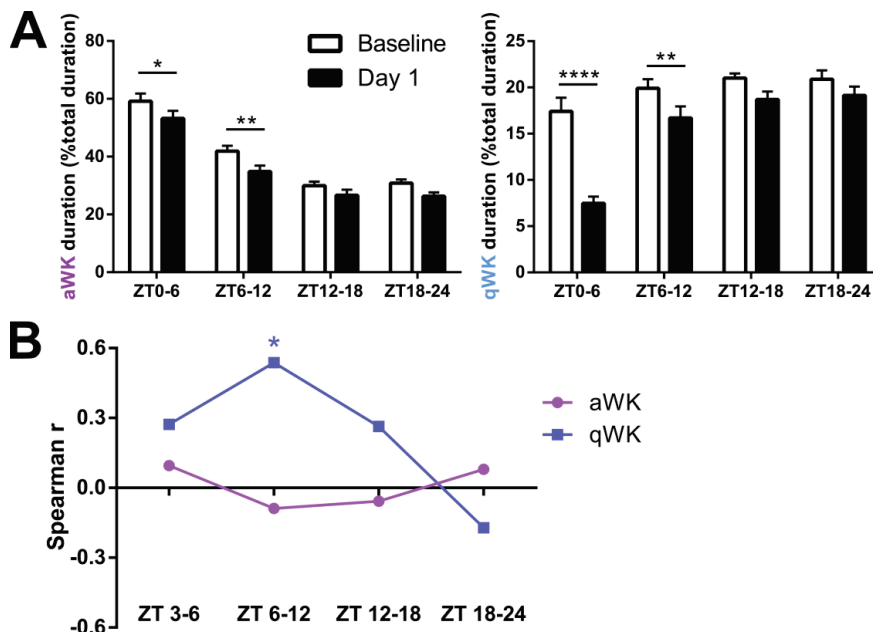 A
aWK duration (%total duration)
80
60
40
20
0
*
**
Baseline
Day 1
ZT0-6
ZT6-12
ZT12-18
ZT18-24
qWK duration (%total duration)
25
20
15
10
5
0
****
**
ZT0-6
ZT6-12
ZT12-18
ZT18-24
B
Spearman r
0.6
0.3
0.0
-0.3
-0.6
*
aWK
qWK
ZT 3-6
ZT 6-12
ZT 12-18
ZT 18-24